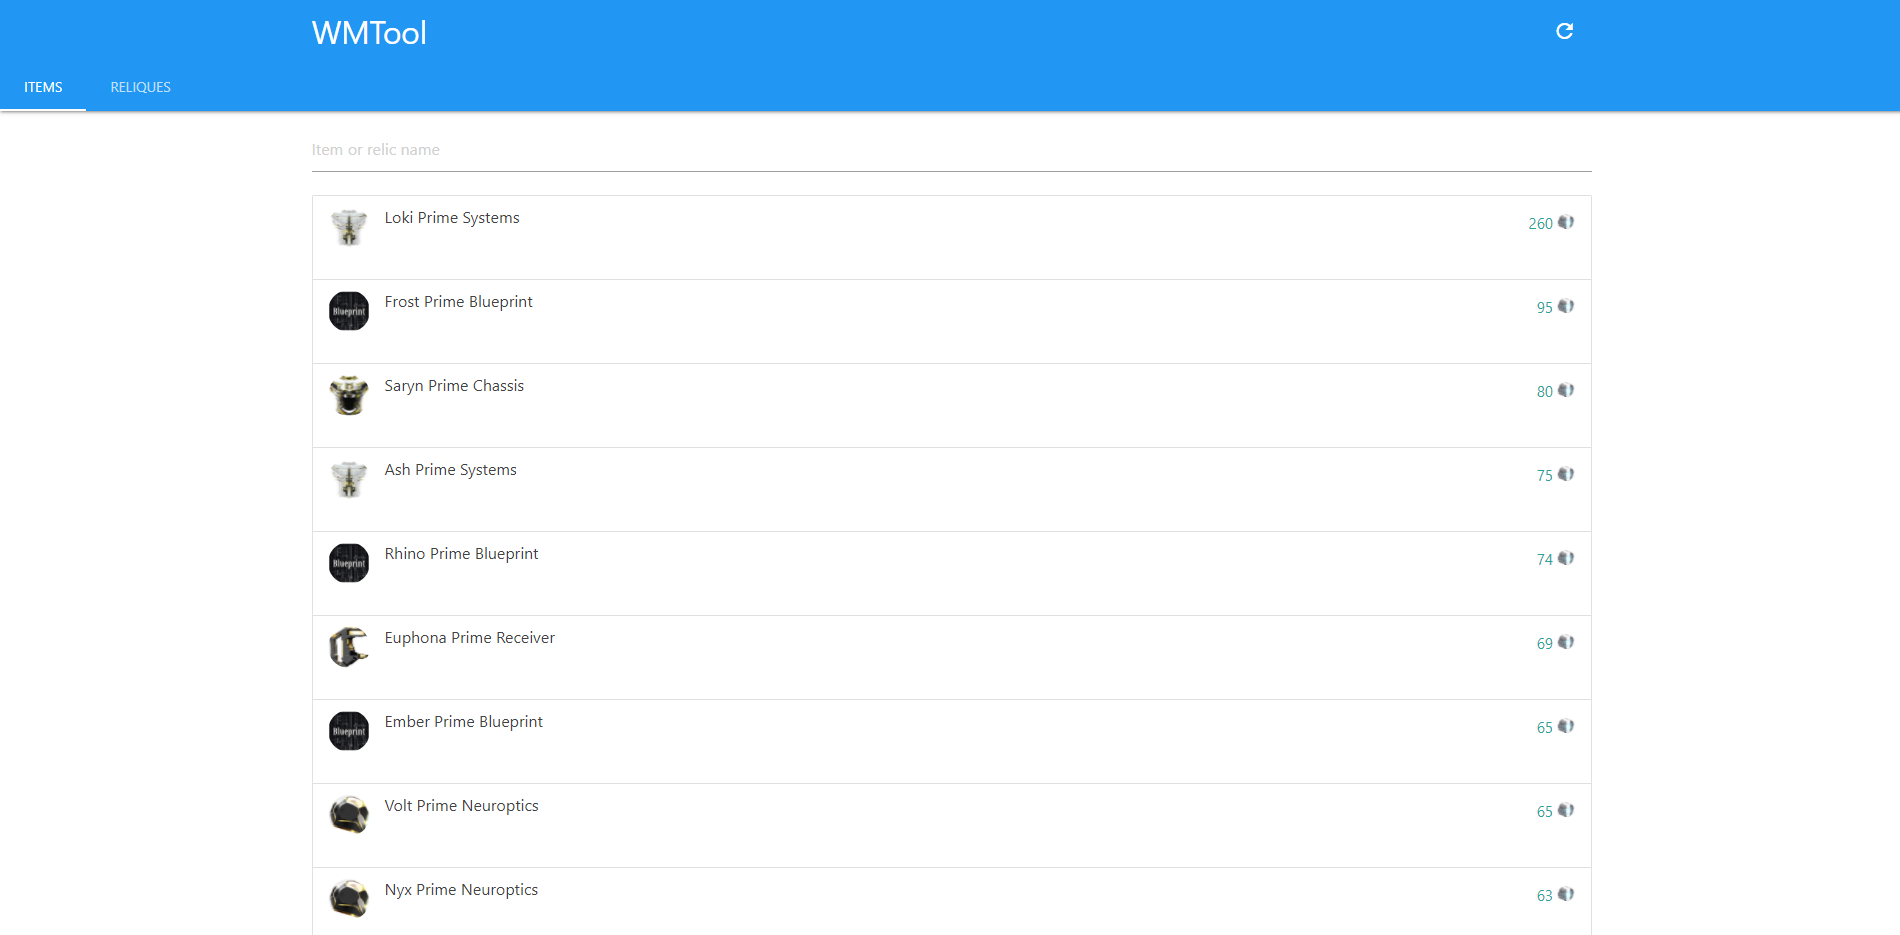 WMTool
ITEMS RELIQUES
Item or relic name
Loki Prime Systems 260
Blueprint Frost Prime Blueprint 95
Saryn Prime Chassis 80
Ash Prime Systems 75
Blueprint Rhino Prime Blueprint 74
Euphona Prime Receiver 69
Blueprint Ember Prime Blueprint 65
Volt Prime Neuroptics 65
Nyx Prime Neuroptics 63